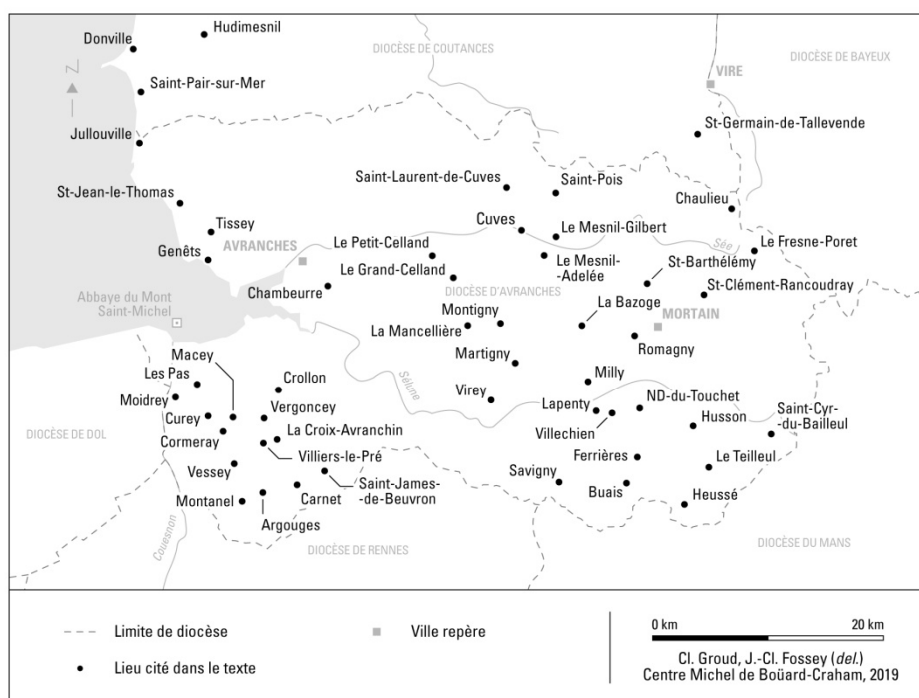 Hudimesnil
Donville
DIOCÈSE DE COUTANCES
DIOCÈSE DE BAYEUX
N
VIRE
Saint-Pair-sur-Mer
St-Germain-de-Tallevende
Jullouville
Saint-Laurent-de-Cuves
Saint-Pois
St-Jean-le-Thomas
Chaulieu
Tissey
Cuves
Le Mesnil-Gilbert
Sée
AVRANCHES
Le Petit-Celland
Le Fresne-Poret
Genêts
Le Mesnil-
-Adelée
St-Barthélémy
Le Grand-Celland
Chambeurre
DIOCÈSE D'AVRANCHES
St-Clément-Rancoudray
Abbaye du Mont
Saint-Michel
Montigny
La Bazoge
MORTAIN
La Mancellière
Romagny
Macey
Martigny
Les Pas
Crollon
Sélune
Milly
Moidrey
Virey
Vergoncey
Lapenty
ND-du-Touchet
Curey
Husson
Saint-Cyr-
-du-Bailleul
DIOCÈSE DE DOL
La Croix-Avranchin
Villechien
Cormeray
Villiers-le-Pré
Ferrières
Vessey
Savigny
Le Teilleul
Saint-James-
-de-Beuvron
Montanel
Carnet
Buais
Heussé
Argouges
Couesnon
DIOCÈSE DE RENNES
DIOCÈSE DU MANS
Limite de diocèse
Ville repère
0 km
20 km
Lieu cité dans le texte
Cl. Groud, J.-Cl. Fossey (del.)
Centre Michel de Boüard-Craham, 2019